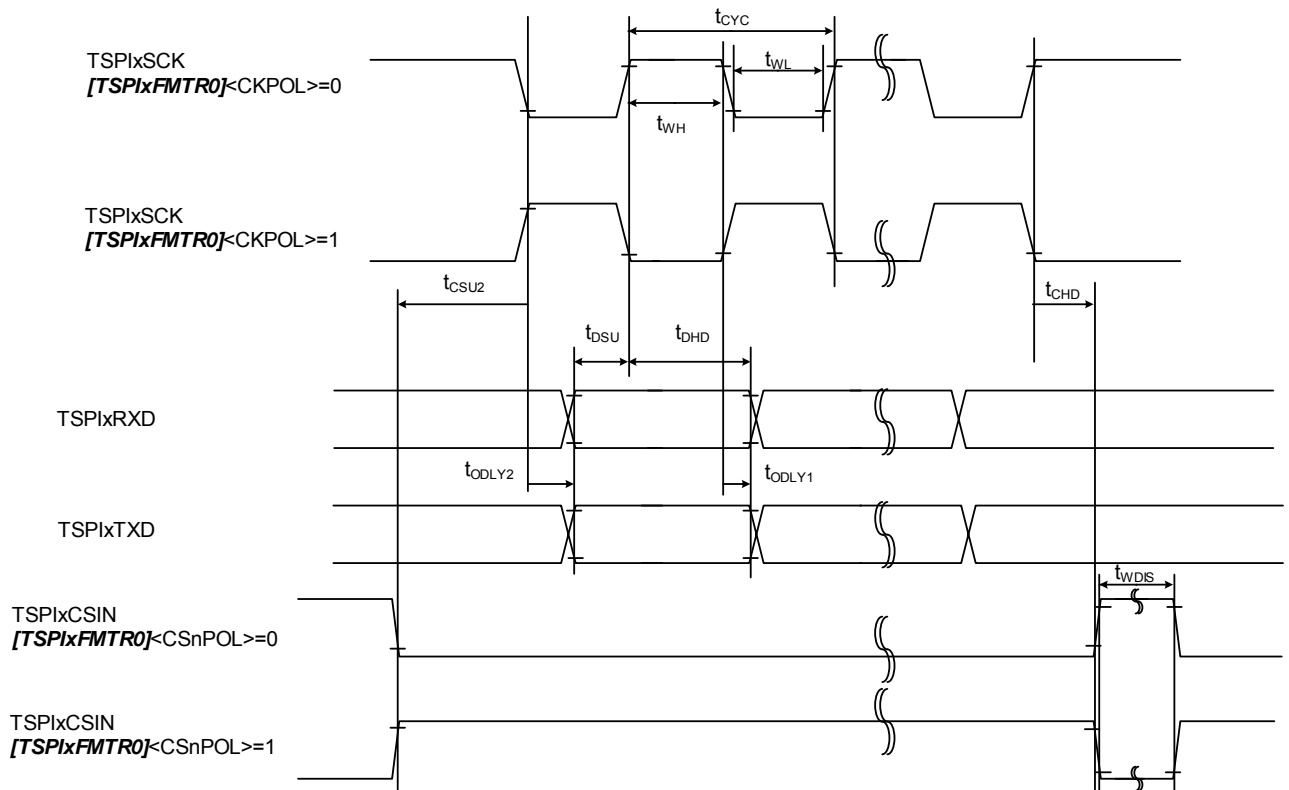 tCYC
TSPIxSCK
[TSPIxFMTR0]<CKPOL>=0
tWL
tWH
TSPIxSCK
[TSPIxFMTR0]<CKPOL>=1
tCSU2
tCHD
tDSU
tDHD
TSPIxRXD
tODLY2
tODLY1
TSPIxTXD
tWDIS
TSPIxCSIN
[TSPIxFMTR0]<CSnPOL>=0
TSPIxCSIN
[TSPIxFMTR0]<CSnPOL>=1